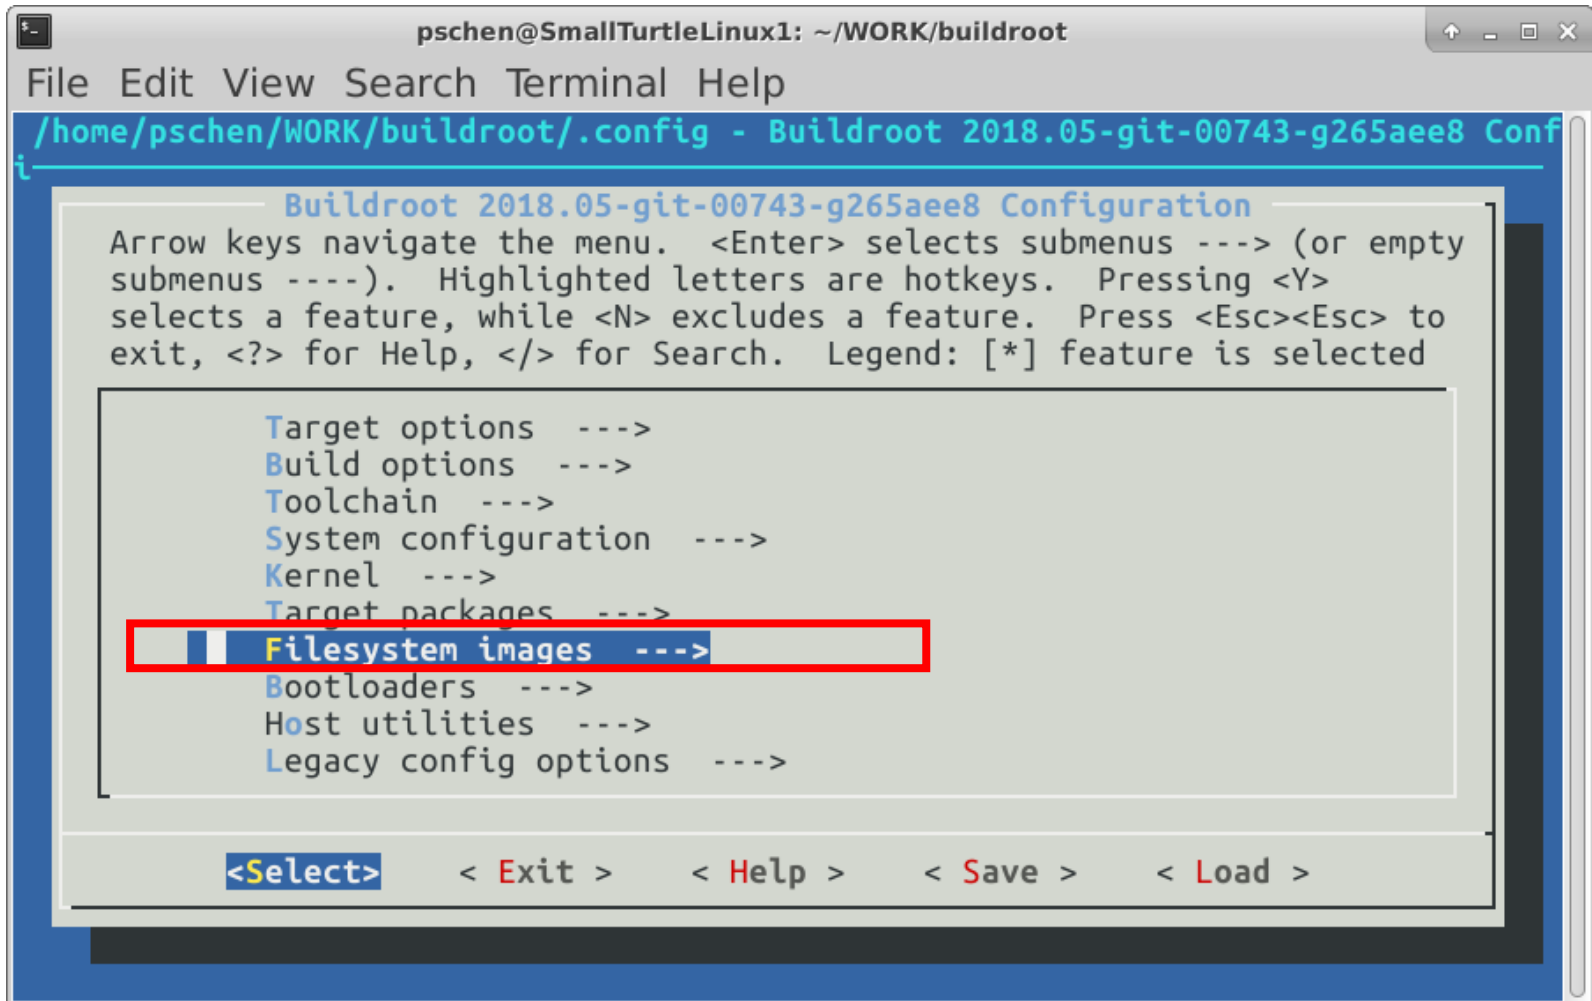 pschen@SmallTurtleLinux1: ~/WORK/buildroot
File Edit View Search Terminal Help
/home/pschen/WORK/buildroot/.config - Buildroot 2018.05-git-00743-g265aee8 Conf
i
Buildroot 2018.05-git-00743-g265aee8 Configuration
Arrow keys navigate the menu.  <Enter> selects submenus ---> (or empty
submenus ----).  Highlighted letters are hotkeys.  Pressing <Y>
selects a feature, while <N> excludes a feature.  Press <Esc><Esc> to
exit, <?> for Help, </> for Search.  Legend: [*] feature is selected
Target options  --->
Build options  --->
Toolchain  --->
System configuration  --->
Kernel  --->
Target packages  --->
Filesystem images  --->
Bootloaders  --->
Host utilities  --->
Legacy config options  --->
<Select>    < Exit >    < Help >    < Save >    < Load >